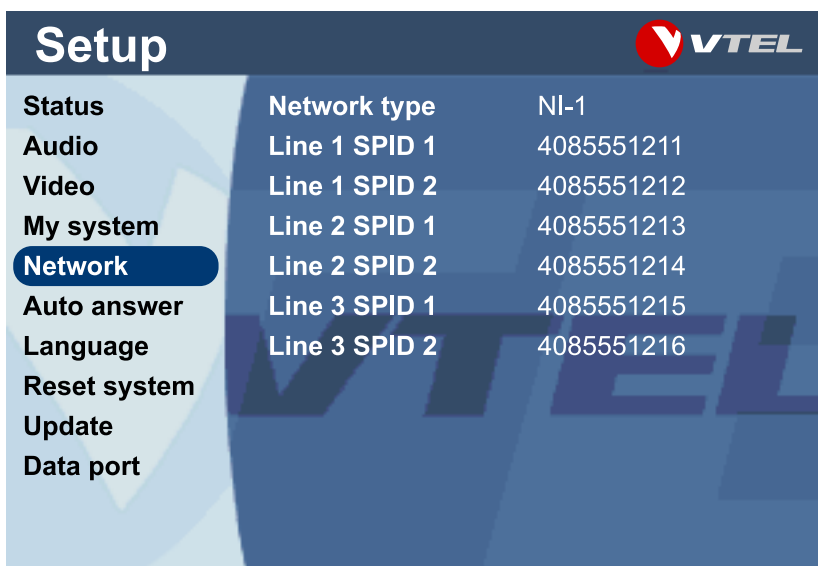 Setup
VTEL
Status
Audio
Video
My system
Network
Auto answer
Language
Reset system
Update
Data port
Network type NI-1
Line 1 SPID 1 4085551211
Line 1 SPID 2 4085551212
Line 2 SPID 1 4085551213
Line 2 SPID 2 4085551214
Line 3 SPID 1 4085551215
Line 3 SPID 2 4085551216
VTEL